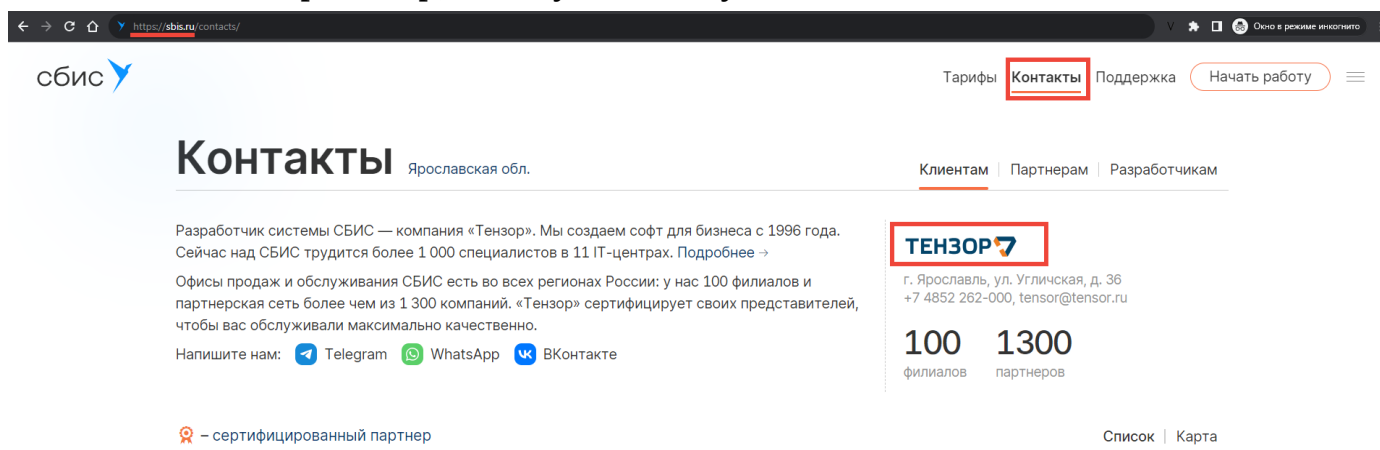 https://sbis.ru/contacts/
Окно в режиме инкогнито
сбис
Тарифы Контакты Поддержка Начать работу
Контакты Ярославская обл.
Клиентам Партнерам Разработчикам
Разработчик системы СБИС — компания «Тензор». Мы создаем софт для бизнеса с 1996 года.
Сейчас над СБИС трудится более 1 000 специалистов в 11 IT-центрах. Подробнее →
Офисы продаж и обслуживания СБИС есть во всех регионах России: у нас 100 филиалов и
партнерская сеть более чем из 1 300 компаний. «Тензор» сертифицирует своих представителей,
чтобы вас обслуживали максимально качественно.
Напишите нам: Telegram WhatsApp ВКонтакте
ТЕНЗОР
г. Ярославль, ул. Угличская, д. 36
+7 4852 262-000, tensor@tensor.ru
100 1300
филиалов партнеров
– сертифицированный партнер
Список Карта